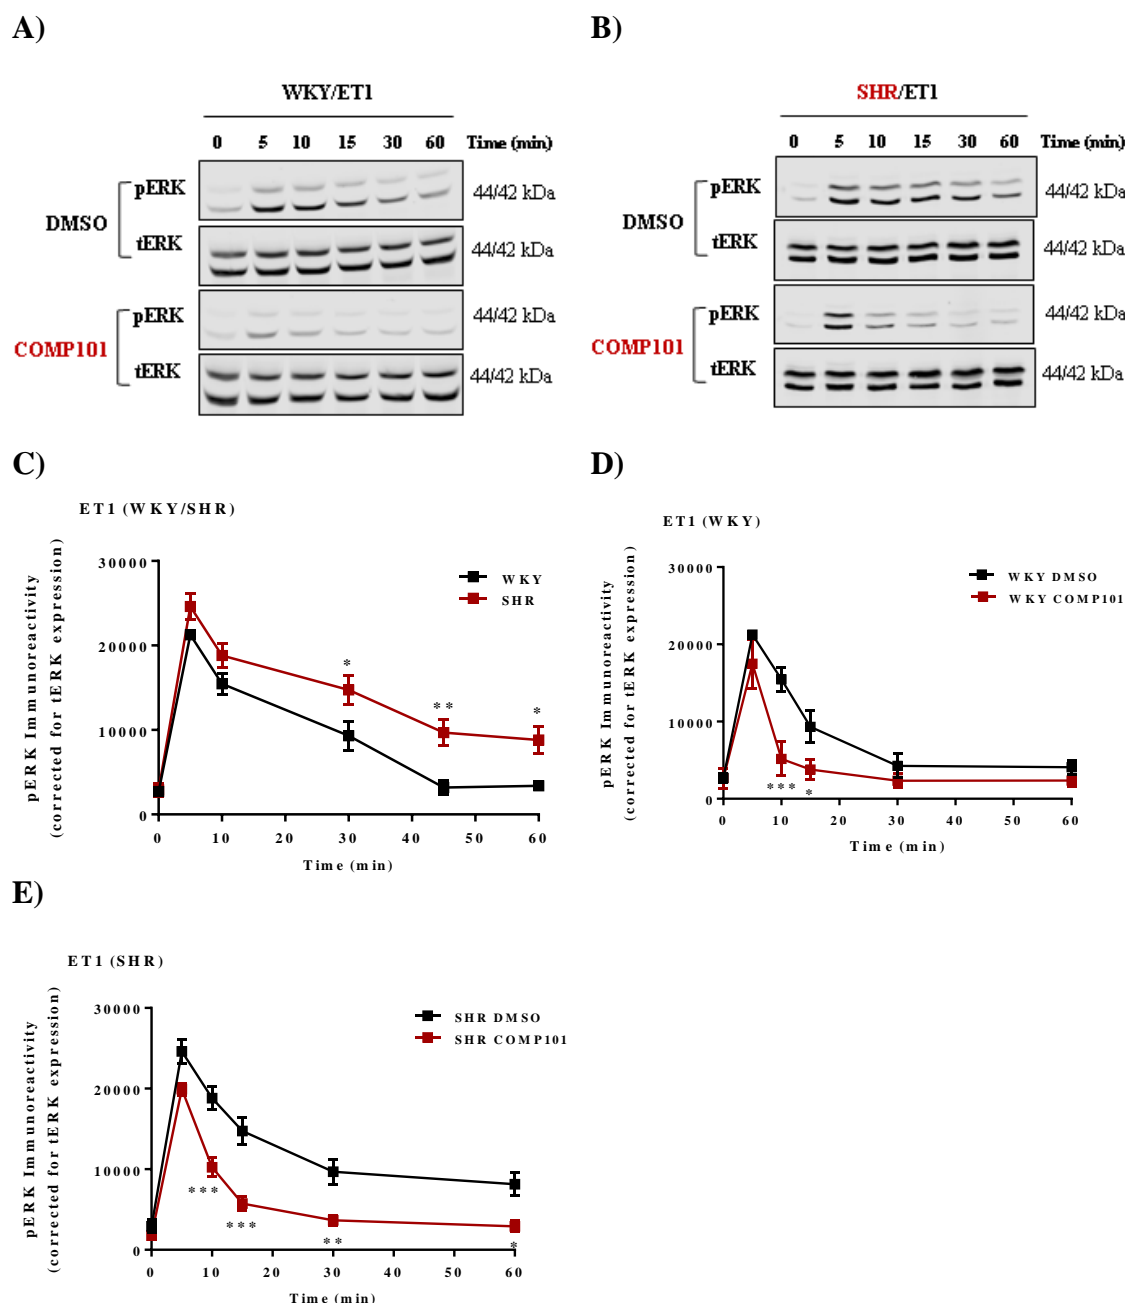 A)
WKY/ET1
0 5 10 15 30 60 Time (min)
DMSO
pERK
44/42 kDa
tERK
44/42 kDa
COMP101
pERK
44/42 kDa
tERK
44/42 kDa
B)
SHR/ET1
0 5 10 15 30 60 Time (min)
DMSO
pERK
44/42 kDa
tERK
44/42 kDa
COMP101
pERK
44/42 kDa
tERK
44/42 kDa
C)
ET1 (WKY/SHR)
pERK Immunoreactivity
(corrected for tERK expression)
30000
20000
10000
0
WKY
SHR
*
**
*
0 10 20 30 40 50 60
Time (min)
D)
ET1 (WKY)
pERK Immunoreactivity
(corrected for tERK expression)
30000
20000
10000
0
WKY DMSO
WKY COMP101
***
*
0 10 20 30 40 50 60
Time (min)
E)
ET1 (SHR)
pERK Immunoreactivity
(corrected for tERK expression)
30000
20000
10000
0
SHR DMSO
SHR COMP101
***
***
**
*
0 10 20 30 40 50 60
Time (min)